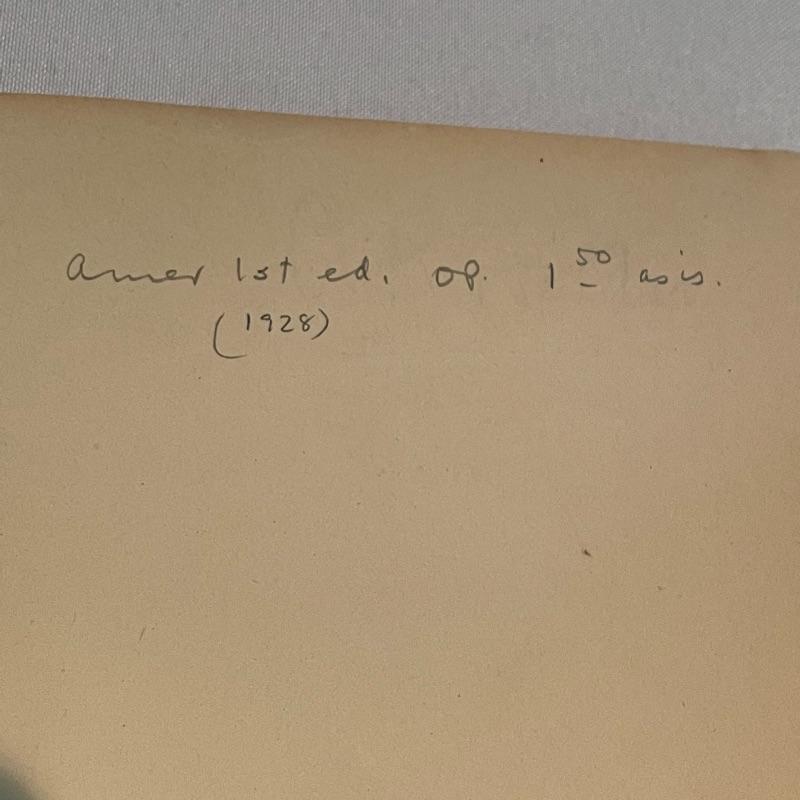 Amer 1st ed. op. 1 50 as is.
(1928)